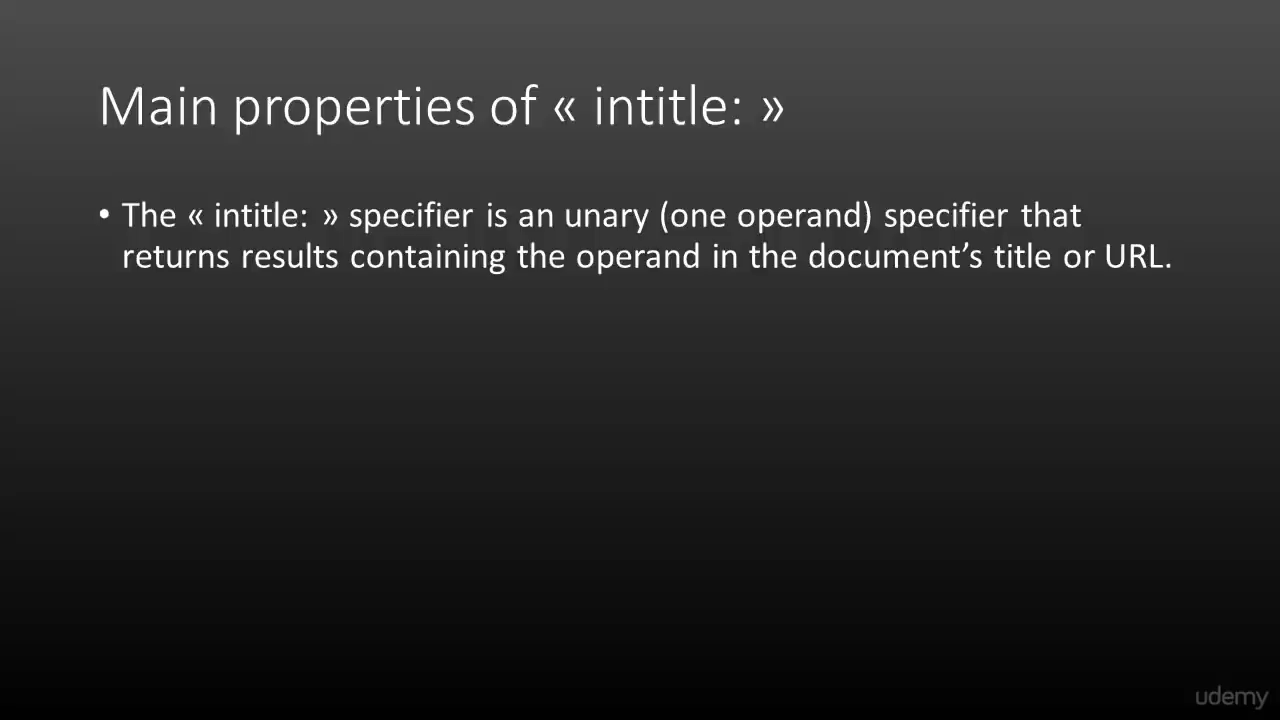 Main properties of « intitle: »
• The « intitle: » specifier is an unary (one operand) specifier that
returns results containing the operand in the document’s title or URL.
udemy